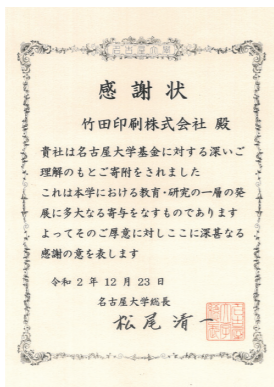 感謝状
竹田印刷株式会社 殿
貴社は名古屋大学基金に対する深いご
理解のもとご寄附をされました
これは本学における教育・研究の一層の発
展に多大なる寄与をなすものであります
よってそのご厚意に対しここに深甚なる
感謝の意を表します
令和2年12月23日
名古屋大学総長
松尾清一